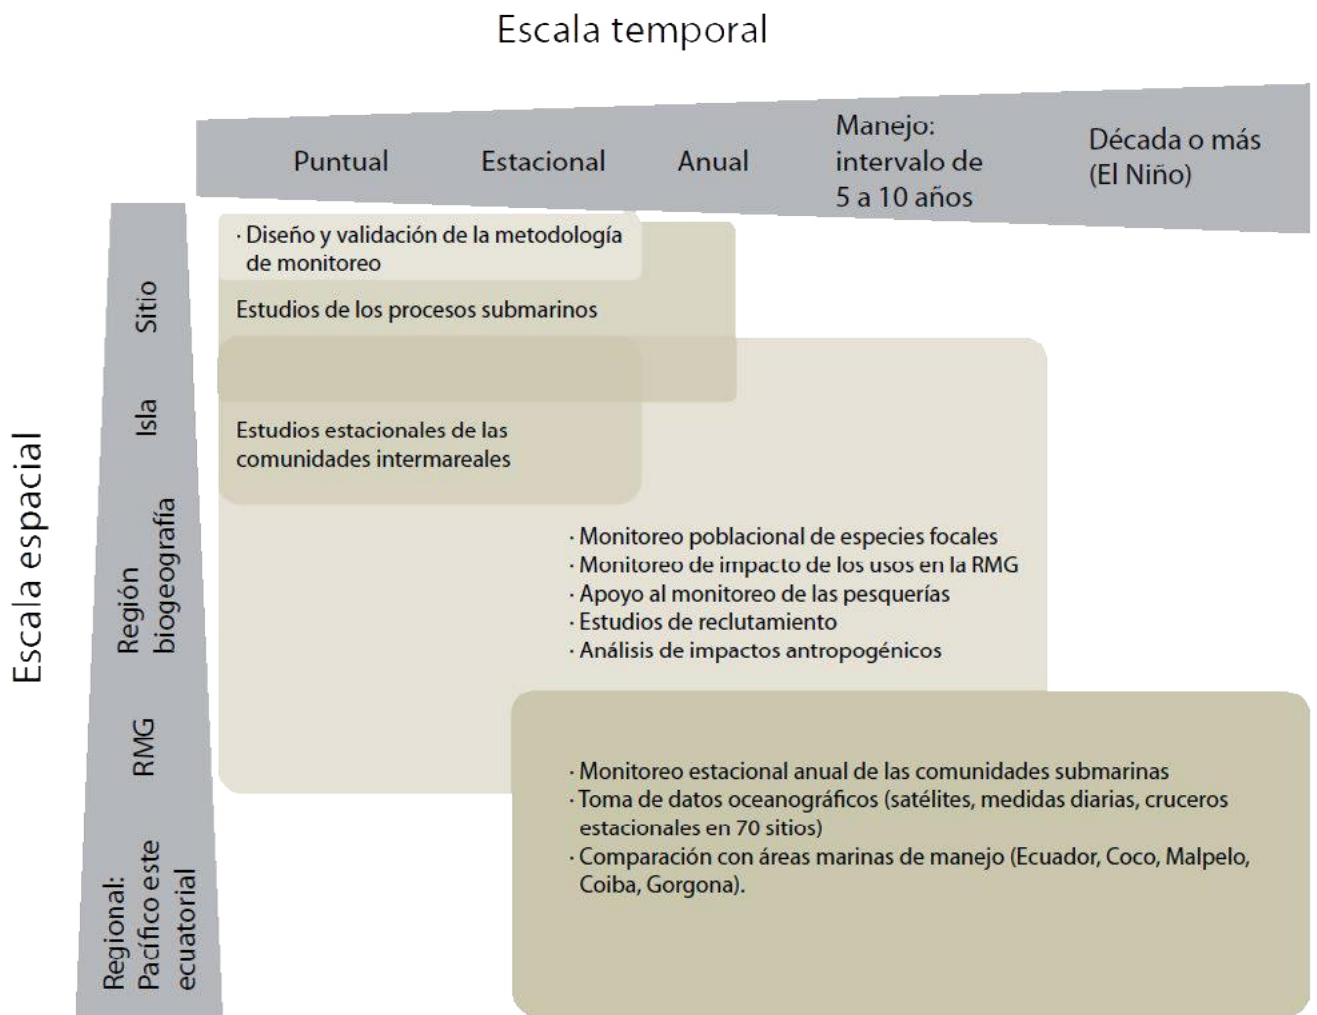 Escala temporal
Puntual
Estacional
Anual
Manejo:
intervalo de
5 a 10 años
Década o más
(El Niño)
Escala espacial
Sitio
Isla
Región
biogeografía
RMG
Regional:
Pacífico este
ecuatorial
· Diseño y validación de la metodología
de monitoreo
Estudios de los procesos submarinos
Estudios estacionales de las
comunidades intermareales
· Monitoreo poblacional de especies focales
· Monitoreo de impacto de los usos en la RMG
· Apoyo al monitoreo de las pesquerías
· Estudios de reclutamiento
· Análisis de impactos antropogénicos
· Monitoreo estacional anual de las comunidades submarinas
· Toma de datos oceanográficos (satélites, medidas diarias, cruceros
estacionales en 70 sitios)
· Comparación con áreas marinas de manejo (Ecuador, Coco, Malpelo,
Coiba, Gorgona).